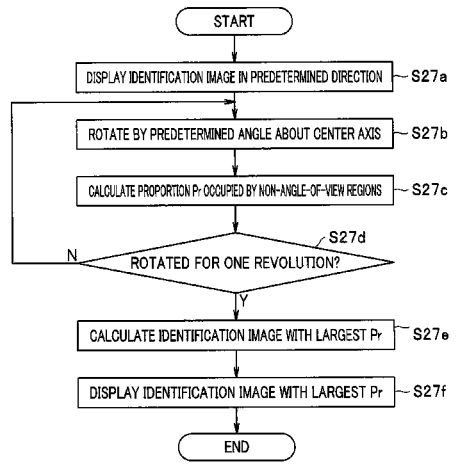 START
DISPLAY IDENTIFICATION IMAGE IN PREDETERMINED DIRECTION
S27a
ROTATE BY PREDETERMINED ANGLE ABOUT CENTER AXIS
S27b
CALCULATE PROPORTION Pr OCCUPIED BY NON-ANGLE-OF-VIEW REGIONS
S27c
S27d
ROTATED FOR ONE REVOLUTION?
N
Y
CALCULATE IDENTIFICATION IMAGE WITH LARGEST Pr
S27e
DISPLAY IDENTIFICATION IMAGE WITH LARGEST Pr
S27f
END